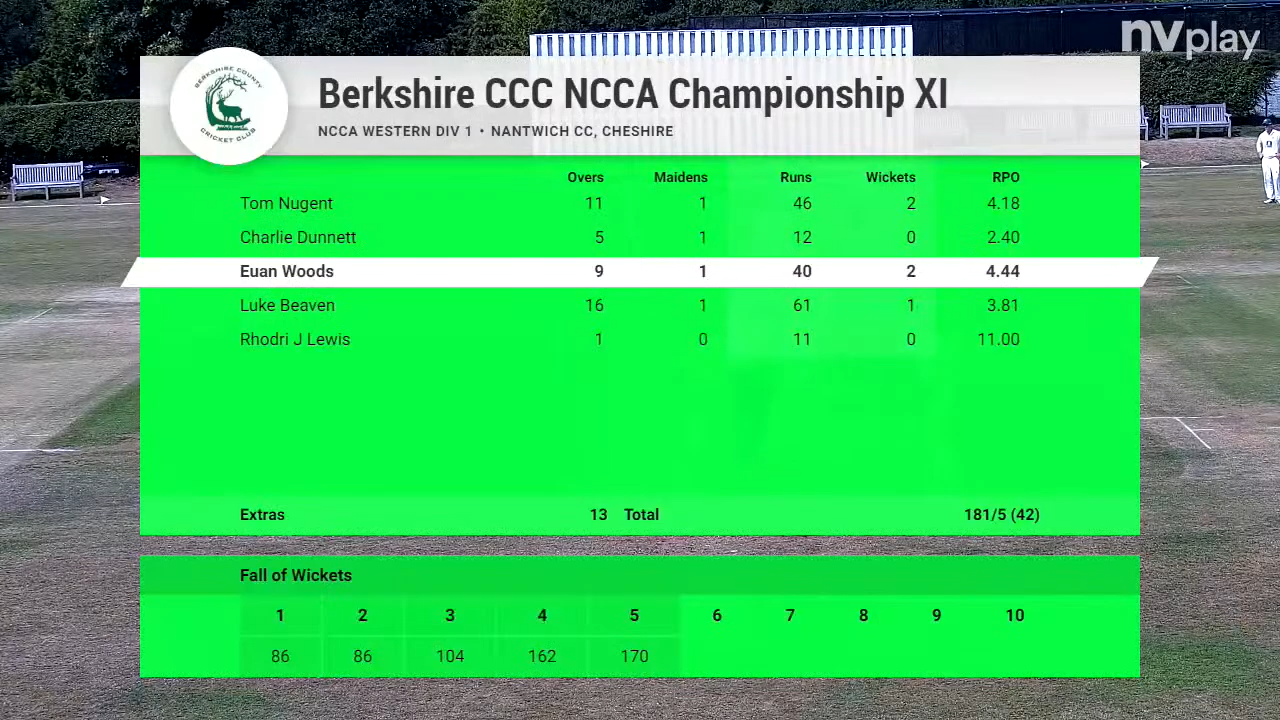 nvplay
BERKSHIRE COUNTY
CRICKET CLUB
Berkshire CCC NCCA Championship XI
NCCA WESTERN DIV 1 • NANTWICH CC, CHESHIRE
Overs Maidens Runs Wickets RPO
Tom Nugent 11 1 46 2 4.18
Charlie Dunnett 5 1 12 0 2.40
Euan Woods 9 1 40 2 4.44
Luke Beaven 16 1 61 1 3.81
Rhodri J Lewis 1 0 11 0 11.00
Extras 13 Total 181/5 (42)
Fall of Wickets
1 2 3 4 5 6 7 8 9 10
86 86 104 162 170